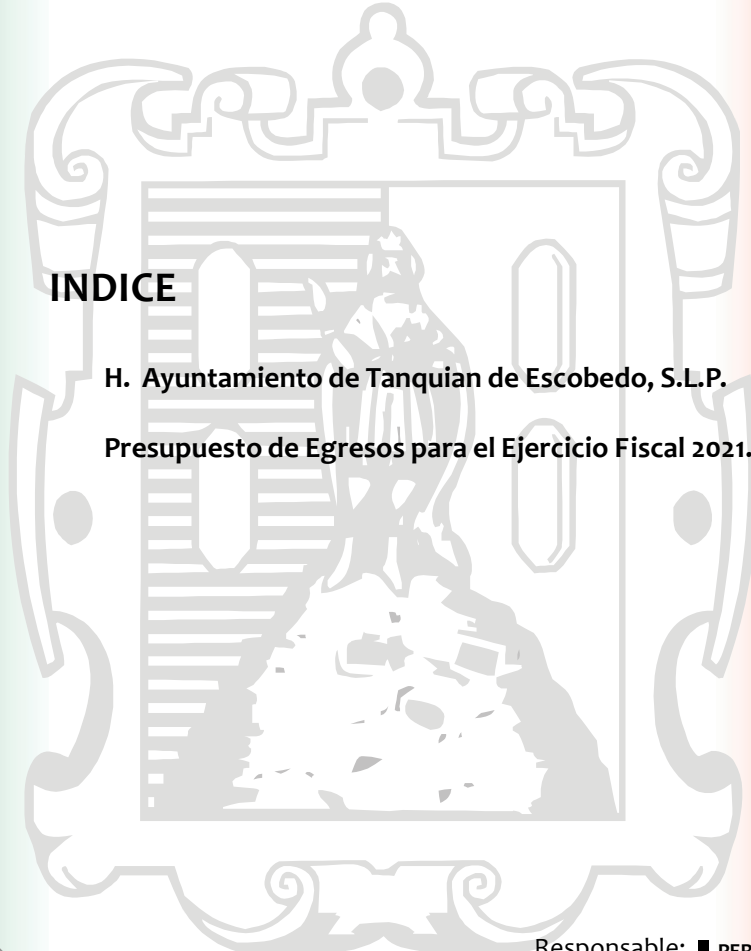 INDICE
H. Ayuntamiento de Tanquian de Escobedo, S.L.P.
Presupuesto de Egresos para el Ejercicio Fiscal 2021.
Responsable: